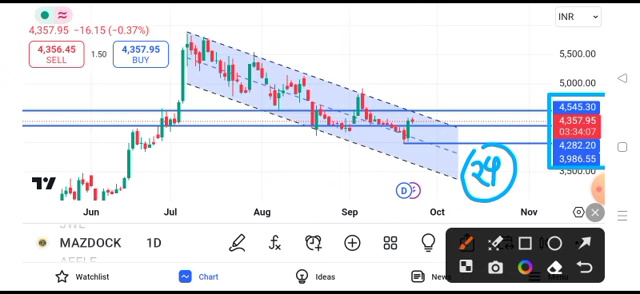 4,357.95 −16.15 (−0.37%)
INR
4,356.45
SELL
1.50
4,357.95
BUY
5,500.00
5,000.00
4,545.30
4,357.95
03:34:07
4,282.20
3,986.55
3,500.00
24
D
Jun Jul Aug Sep Oct Nov
MAZDOCK 1D
Watchlist Chart Ideas News